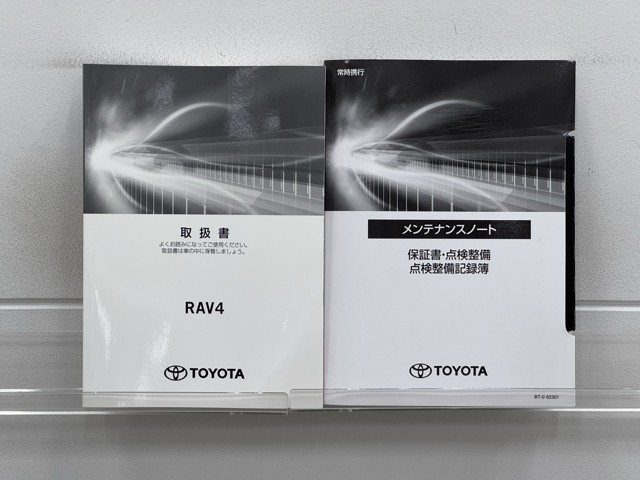 取扱書
よくお読みになってご使用ください。
取扱書は車の中に保管しましょう。
RAV4
TOYOTA
常時携行
メンテナンスノート
保証書・点検整備
点検整備記録簿
TOYOTA